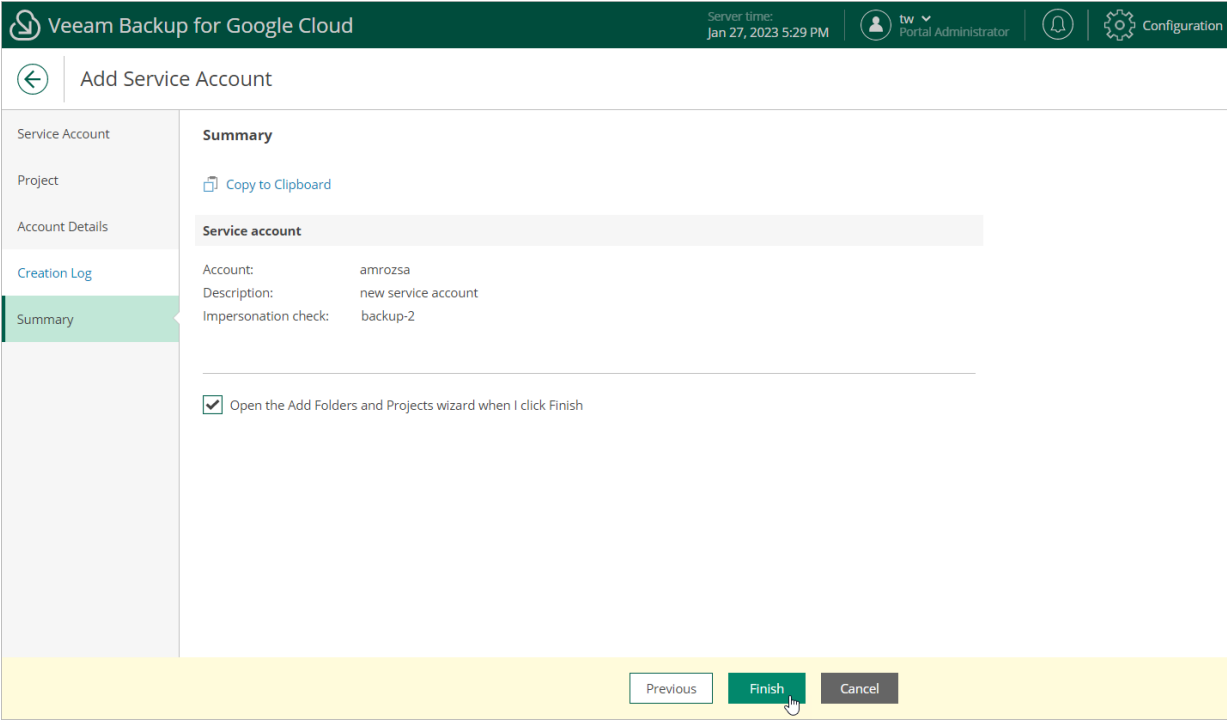 Veeam Backup for Google Cloud
Server time:
Jan 27, 2023 5:29 PM
tw
Portal Administrator
Configuration
Add Service Account
Service Account
Project
Account Details
Creation Log
Summary
Summary
Copy to Clipboard
Service account
Account: amrozsa
Description: new service account
Impersonation check: backup-2
Open the Add Folders and Projects wizard when I click Finish
Previous
Finish
Cancel